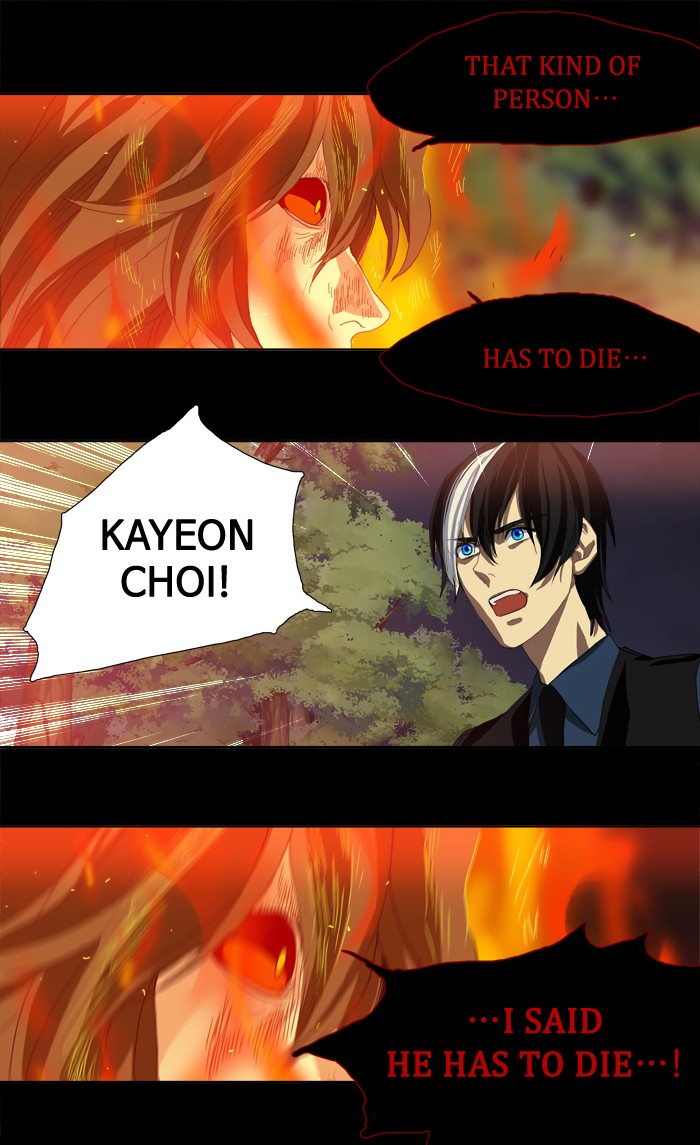 THAT KIND OF
PERSON…
HAS TO DIE…
KAYEON
CHOI!
…I SAID
HE HAS TO DIE…!